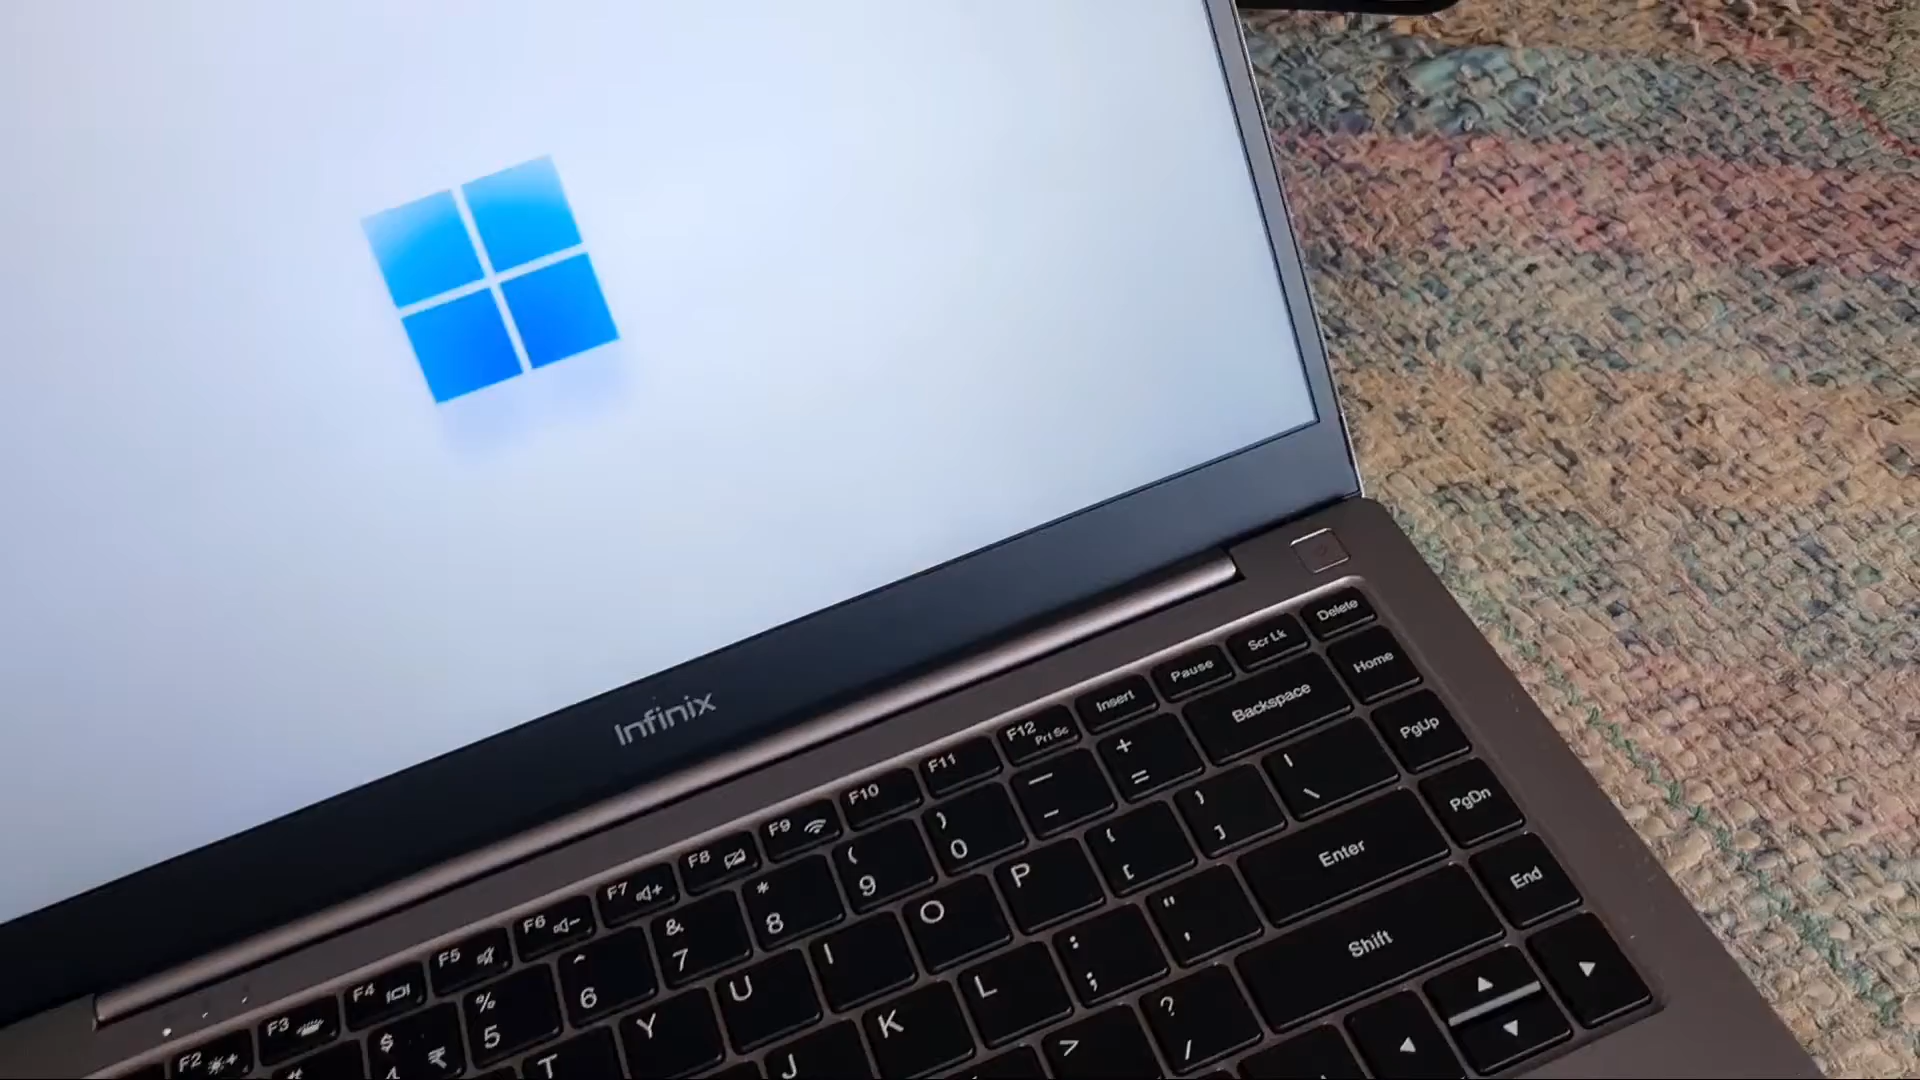 Infinix
Delete
Scr Lk
Pause
Insert
F12 Prt Sc
F11
F10
F9
F8
F7
F6
F5
F4
F3
F2
Home
Backspace
+ =
— _
) 0
( 9
* 8
& 7
^ 6
% 5
$ 4 ₹
#
PgUp
\
} ]
{ [
P
O
I
U
Y
T
PgDn
Enter
" '
: ;
L
K
J
End
Shift
? /
>